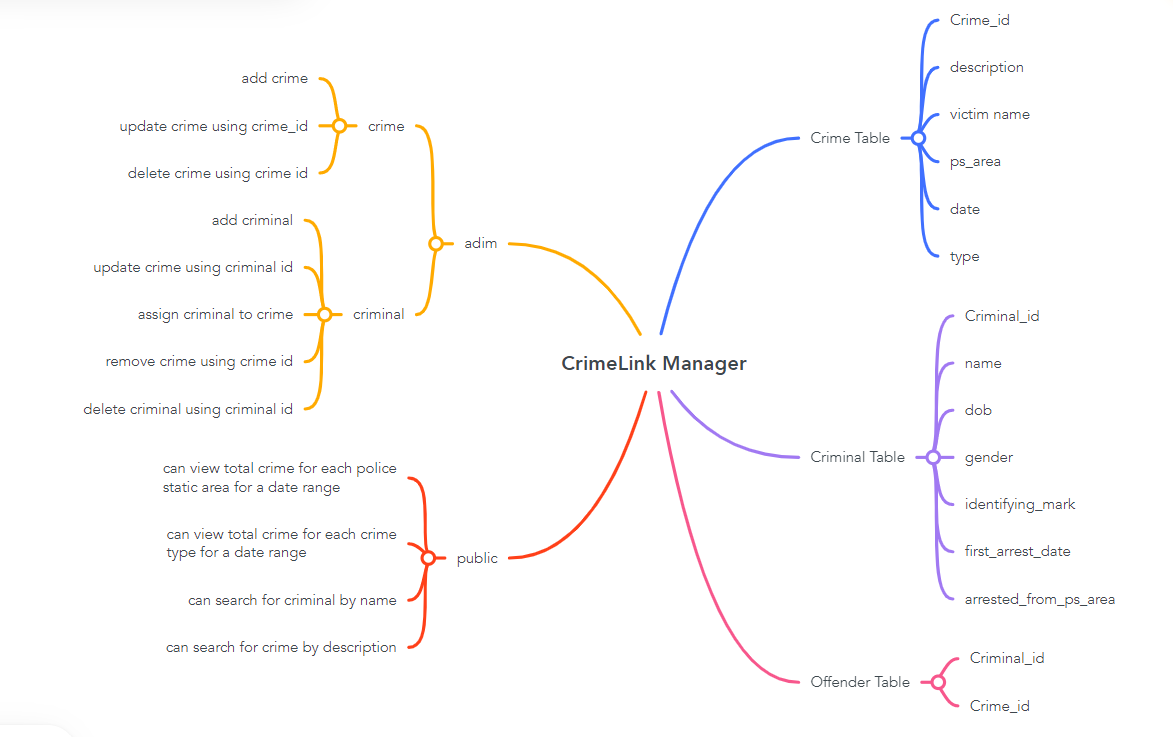 CrimeLink Manager
adim
crime
add crime
update crime using crime_id
delete crime using crime id
criminal
add criminal
update crime using criminal id
assign criminal to crime
remove crime using crime id
delete criminal using criminal id
public
can view total crime for each police
static area for a date range
can view total crime for each crime
type for a date range
can search for criminal by name
can search for crime by description
Crime Table
Crime_id
description
victim name
ps_area
date
type
Criminal Table
Criminal_id
name
dob
gender
identifying_mark
first_arrest_date
arrested_from_ps_area
Offender Table
Criminal_id
Crime_id